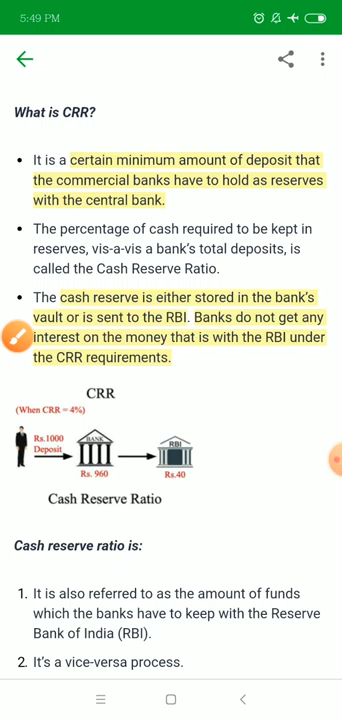 5:49 PM
What is CRR?
• It is a certain minimum amount of deposit that
the commercial banks have to hold as reserves
with the central bank.
• The percentage of cash required to be kept in
reserves, vis-a-vis a bank's total deposits, is
called the Cash Reserve Ratio.
• The cash reserve is either stored in the bank's
vault or is sent to the RBI. Banks do not get any
interest on the money that is with the RBI under
the CRR requirements.
CRR
(When CRR = 4%)
Rs.1000
Deposit
BANK
RBI
Rs. 960
Rs.40
Cash Reserve Ratio
Cash reserve ratio is:
1. It is also referred to as the amount of funds
which the banks have to keep with the Reserve
Bank of India (RBI).
2. It's a vice-versa process.